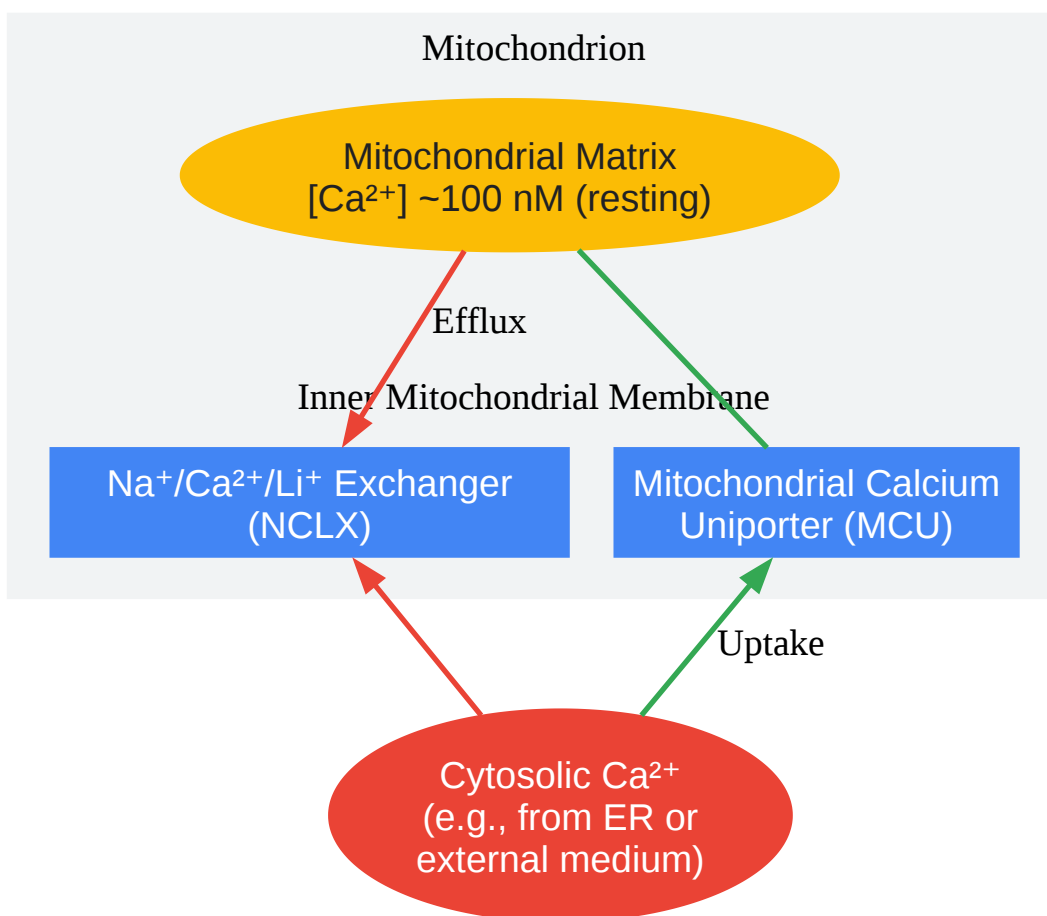 Mitochondrion
Mitochondrial Matrix
[Ca²⁺] ~100 nM (resting)
Efflux
Inner Mitochondrial Membrane
Na⁺/Ca²⁺/Li⁺ Exchanger
(NCLX)
Mitochondrial Calcium
Uniporter (MCU)
Uptake
Cytosolic Ca²⁺
(e.g., from ER or
external medium)